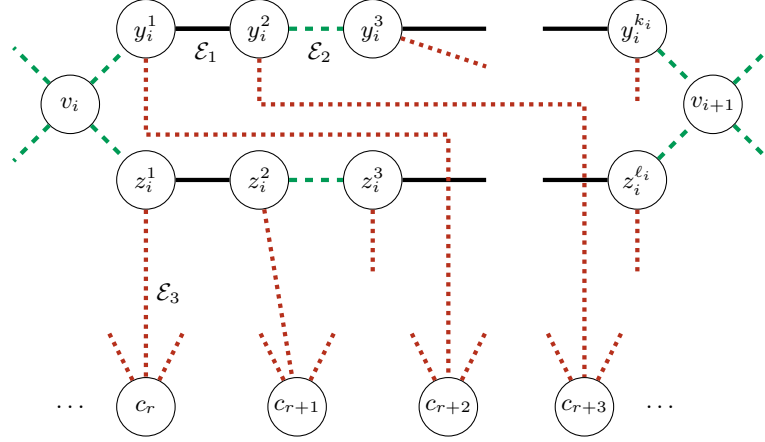 y_i^1 y_i^2 y_i^3 y_i^{k_i}
ℰ_1 ℰ_2
v_i v_{i+1}
z_i^1 z_i^2 z_i^3 z_i^{ℓ_i}
ℰ_3
⋯ c_r c_{r+1} c_{r+2} c_{r+3} ⋯